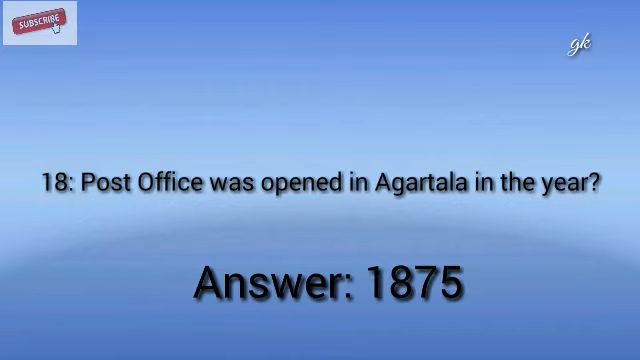 SUBSCRIBE
gk
18: Post Office was opened in Agartala in the year?
Answer: 1875